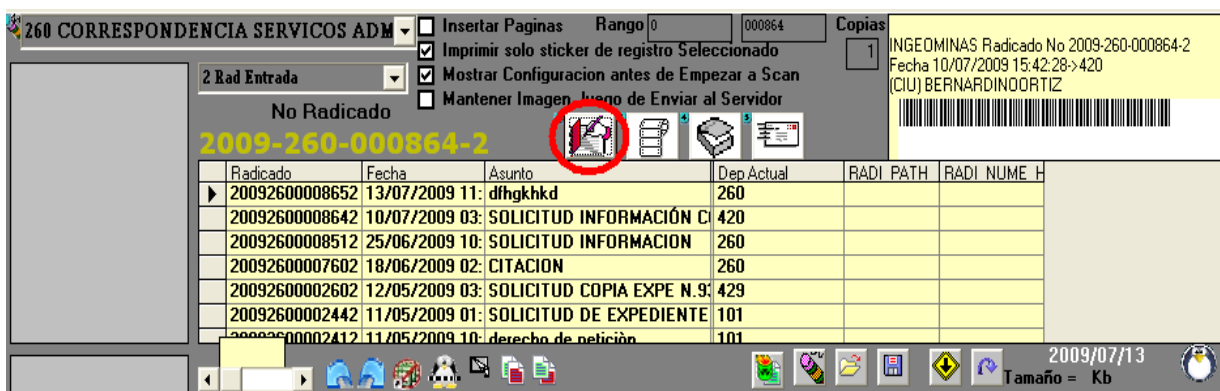 260 CORRESPONDENCIA SERVICOS ADM
Insertar Paginas Rango 0 000864 Copias
Imprimir solo sticker de registro Seleccionado 1
2 Rad Entrada
Mostrar Configuracion antes de Empezar a Scan
Mantener Imagen luego de Enviar al Servidor
No Radicado
2009-260-000864-2
INGEOMINAS Radicado No 2009-260-000864-2
Fecha 10/07/2009 15:42:28->420
(CIU) BERNARDINOORTIZ
4 5
Radicado Fecha Asunto Dep Actual RADI_PATH RADI_NUME_H
20092600008652 13/07/2009 11: dfhgkhkd 260
20092600008642 10/07/2009 03: SOLICITUD INFORMACIÓN 420
20092600008512 25/06/2009 10: SOLICITUD INFORMACION 260
20092600007602 18/06/2009 02: CITACION 260
20092600002602 12/05/2009 03: SOLICITUD COPIA EXPE 429
20092600002442 11/05/2009 01: SOLICITUD DE EXPEDIENTE 101
00002412 11/05/2009 10: derecho de petición 101
2009/07/13
Tamaño = Kb